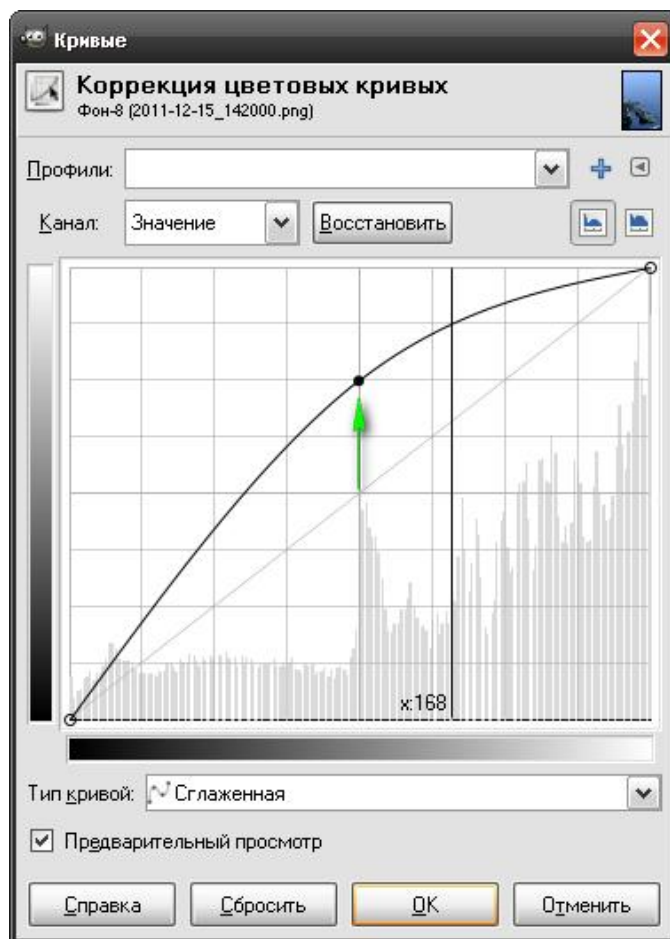 Кривые
Коррекция цветовых кривых
Фон-8 (2011-12-15_142000.png)
Профили:
Канал: Значение Восстановить
x:168
Тип кривой: Сглаженная
Предварительный просмотр
Справка Сбросить OK Отменить